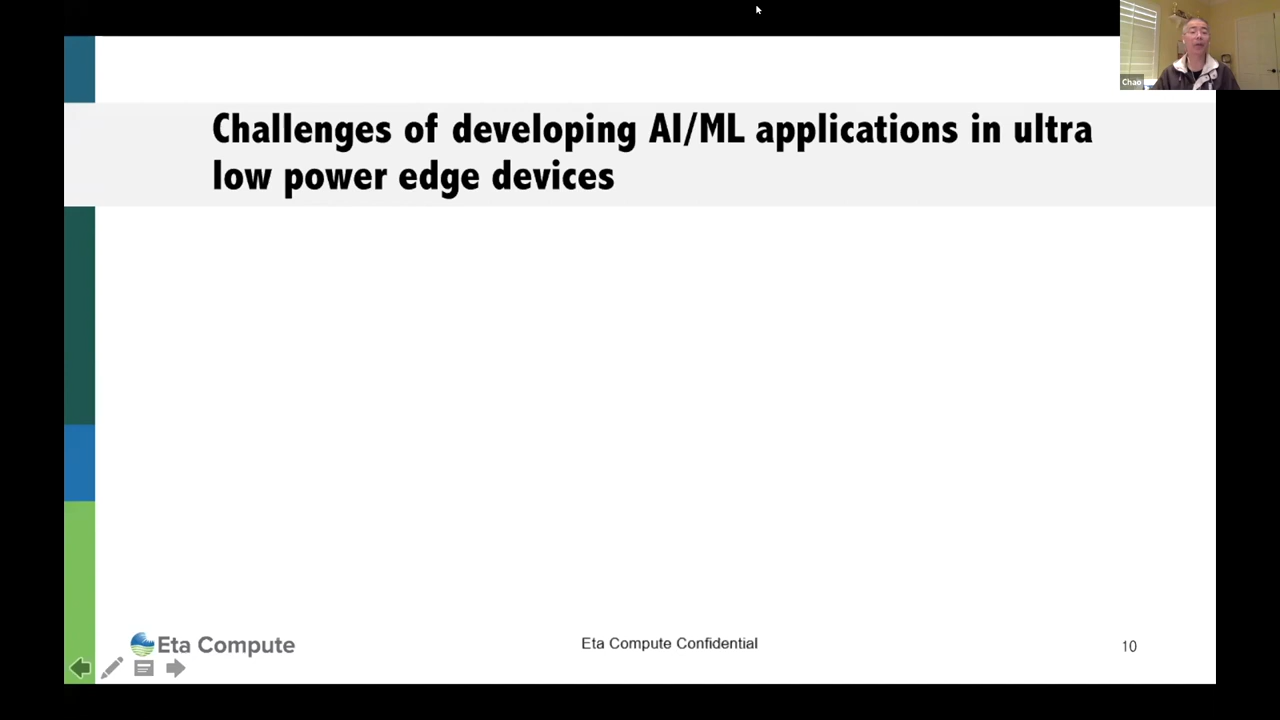 Chao
Challenges of developing AI/ML applications in ultra
low power edge devices
Eta Compute
Eta Compute Confidential
10